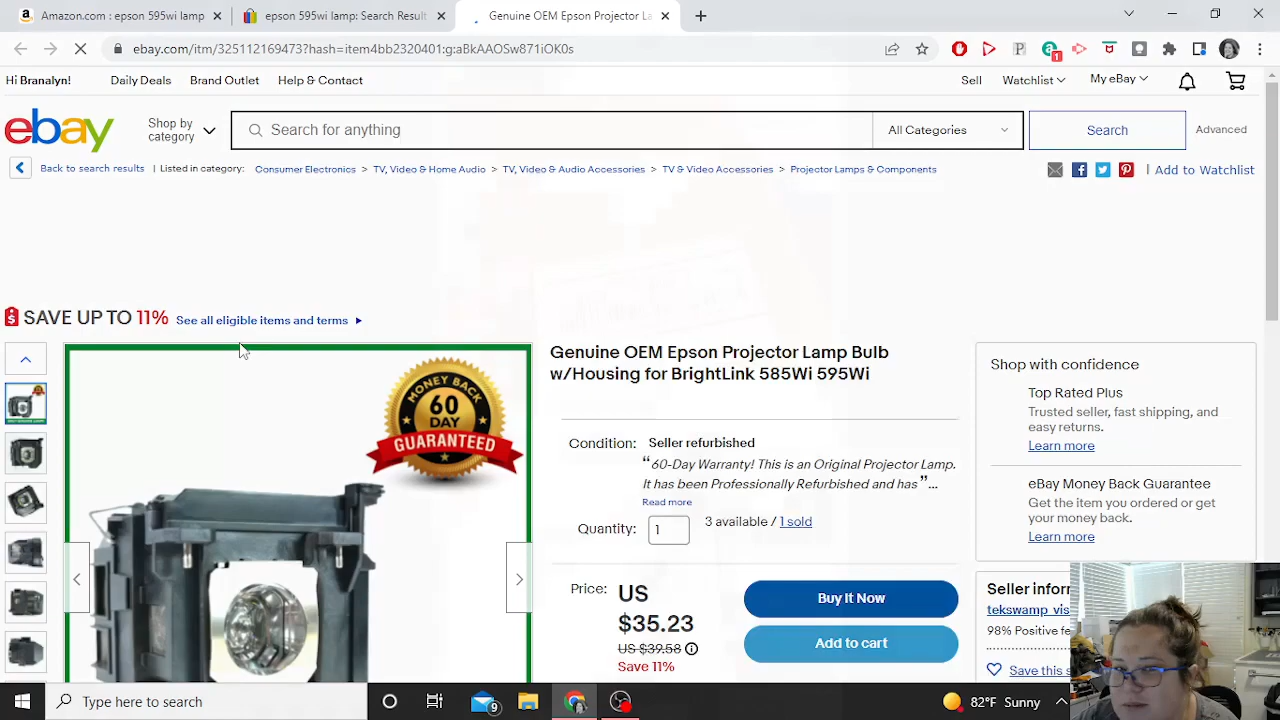 Amazon.com : epson 595wi lamp
epson 595wi lamp: Search Result
Genuine OEM Epson Projector La
ebay.com/itm/325112169473?hash=item4bb2320401:g:aBkAAOSw871iOK0s
1
Hi Branalyn!
Daily Deals
Brand Outlet
Help & Contact
Sell
Watchlist
My eBay
ebay
Shop by category
Search for anything
All Categories
Search
Advanced
Back to search results
Listed in category:
Consumer Electronics > TV, Video & Home Audio > TV, Video & Audio Accessories > TV & Video Accessories > Projector Lamps & Components
Add to Watchlist
$ SAVE UP TO 11% See all eligible items and terms
MONEY BACK
60
DAY
GUARANTEED
Genuine OEM Epson Projector Lamp Bulb
w/Housing for BrightLink 585Wi 595Wi
Condition: Seller refurbished
“60-Day Warranty! This is an Original Projector Lamp.
It has been Professionally Refurbished and has”...
Read more
Quantity: 1 3 available / 1 sold
Price: US
$35.23
US $39.58
Save 11%
Buy It Now
Add to cart
Shop with confidence
Top Rated Plus
Trusted seller, fast shipping, and
easy returns.
Learn more
eBay Money Back Guarantee
Get the item you ordered or get
your money back.
Learn more
Seller infor
tekswamp_vis
98% Positive fe
Save this s
Type here to search
9
82°F Sunny